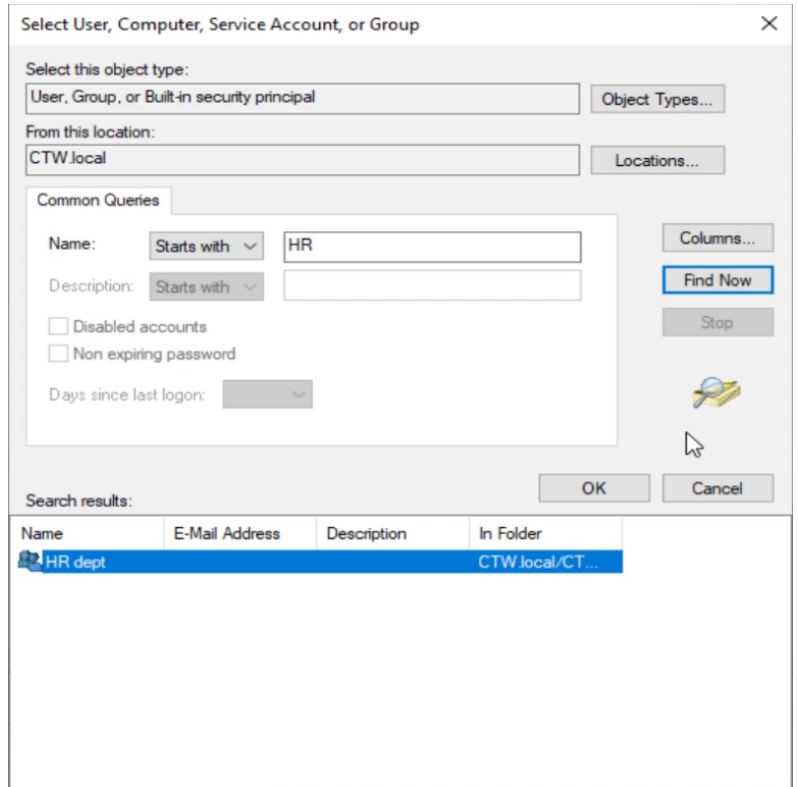 Select User, Computer, Service Account, or Group
Select this object type:
User, Group, or Built-in security principal
Object Types...
From this location:
CTW.local
Locations...
Common Queries
Name:
Starts with
HR
Columns...
Description:
Starts with
Find Now
Disabled accounts
Stop
Non expiring password
Days since last logon:
OK
Cancel
Search results:
Name E-Mail Address Description In Folder
HR dept CTW.local/CT...